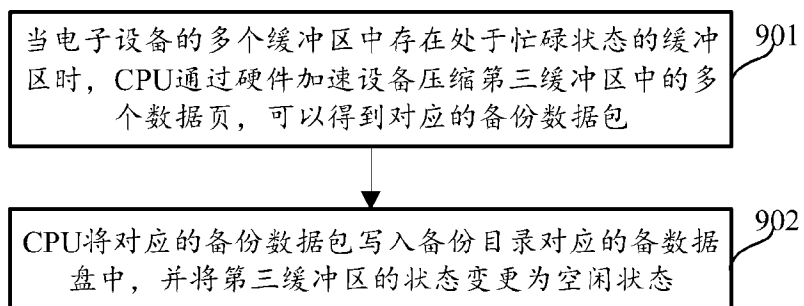 当电子设备的多个缓冲区中存在处于忙碌状态的缓冲
区时，CPU通过硬件加速设备压缩第三缓冲区中的多
个数据页，可以得到对应的备份数据包
901
CPU将对应的备份数据包写入备份目录对应的备数据
盘中，并将第三缓冲区的状态变更为空闲状态
902